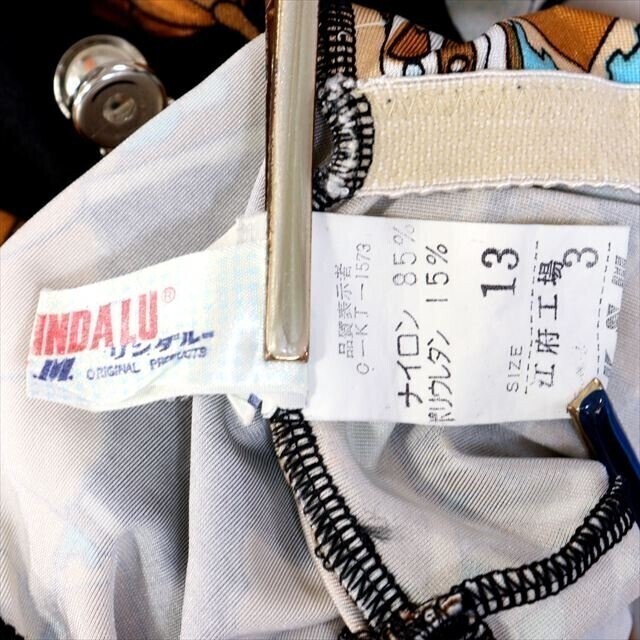 INDALU®
リンダルー
M. ORIGINAL PRODUCTS
品質表示者
C-KT-1573
ナイロン 85%
ポリウレタン 15%
13
SIZE
江府工場
3